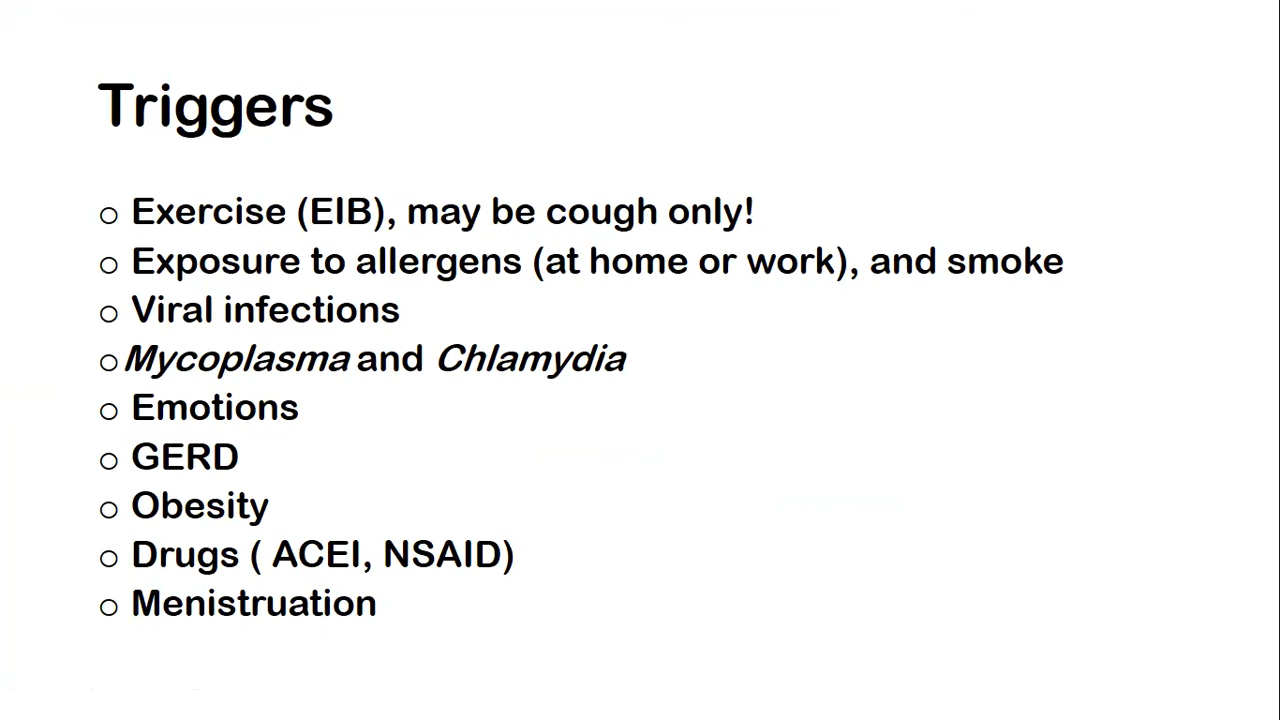 Triggers
○ Exercise (EIB), may be cough only!
○ Exposure to allergens (at home or work), and smoke
○ Viral infections
○ Mycoplasma and Chlamydia
○ Emotions
○ GERD
○ Obesity
○ Drugs ( ACEI, NSAID)
○ Menistruation